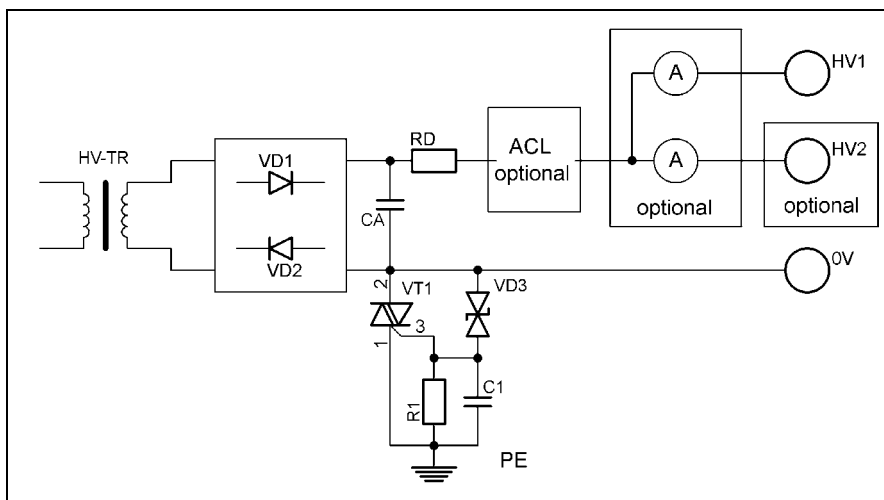 HV-TR
VD1
VD2
CA
RD
ACL
optional
A
A
optional
HV1
HV2
optional
0V
2
VT1
3
1
VD3
R1
C1
PE